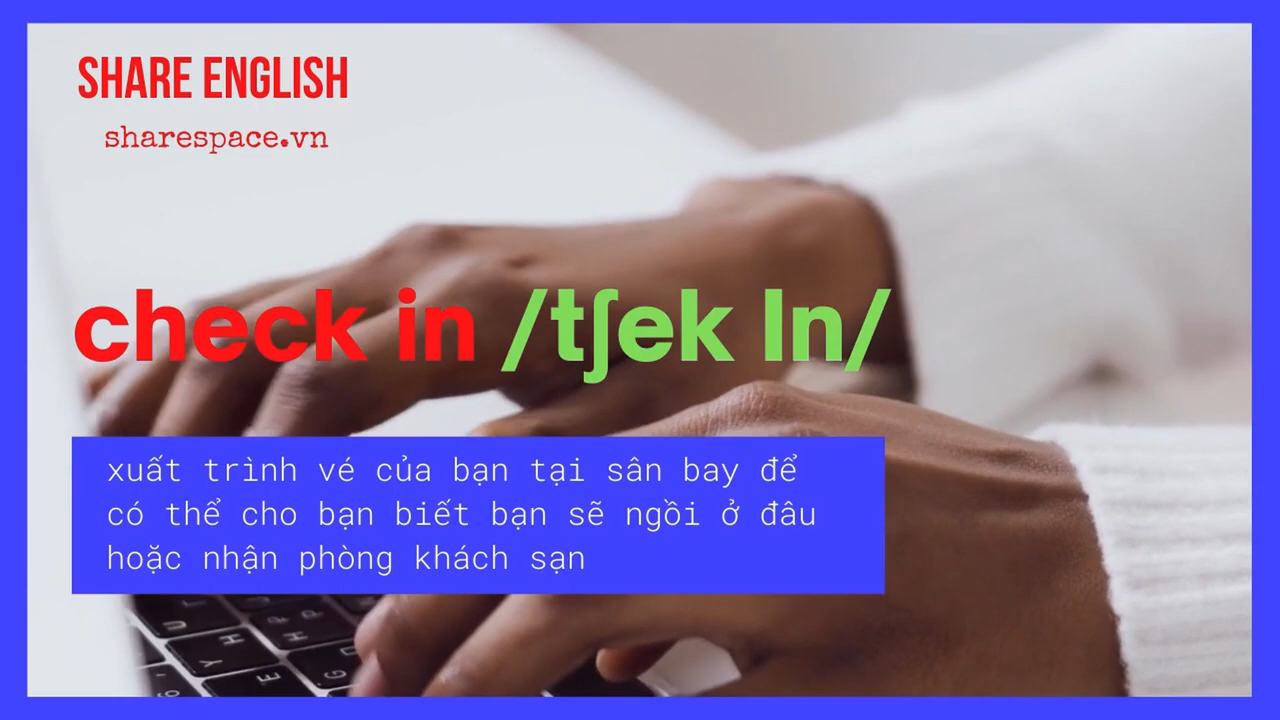 SHARE ENGLISH
sharespace.vn
check in /tʃek In/
xuất trình vé của bạn tại sân bay để
có thể cho bạn biết bạn sẽ ngồi ở đâu
hoặc nhận phòng khách sạn